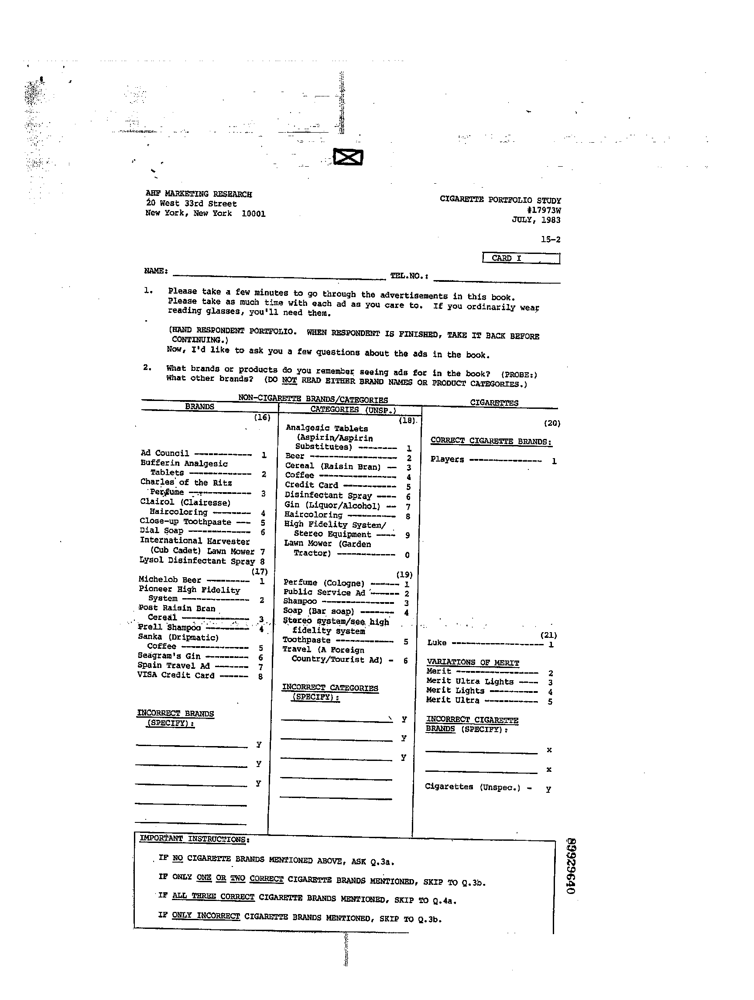 AHF MARKETING RESEARCH
20 West 33rd Street
New York, New York 10001
CIGARETTE PORTFOLIO STUDY
#17973W
JULY, 1983
15-2
CARD I
NAME: TEL.NO.:
1. Please take a few minutes to go through the advertisements in this book.
Please take as much time with each ad as you care to. If you ordinarily wear
reading glasses, you'll need them.
(HAND RESPONDENT PORTFOLIO. WHEN RESPONDENT IS FINISHED, TAKE IT BACK BEFORE
CONTINUING.)
Now, I'd like to ask you a few questions about the ads in the book.
2. What brands or products do you remember seeing ads for in the book? (PROBE:)
What other brands? (DO NOT READ EITHER BRAND NAMES OR PRODUCT CATEGORIES.)
NON-CIGARETTE BRANDS/CATEGORIES
BRANDS
(16)
Ad Council ------------ 1
Bufferin Analgesic
Tablets ------------- 2
Charles of the Ritz
Perfume ------------- 3
Clairol (Clairesse)
Haircoloring -------- 4
Close-up Toothpaste --- 5
Dial Soap ------------- 6
International Harvester
(Cub Cadet) Lawn Mower 7
Lysol Disinfectant Spray 8
(17)
Michelob Beer --------- 1
Pioneer High Fidelity
System -------------- 2
Post Raisin Bran
Cereal -------------- 3
Prell Shampoo --------- 4
Sanka (Dripmatic)
Coffee -------------- 5
Seagram's Gin --------- 6
Spain Travel Ad ------- 7
VISA Credit Card ------ 8
INCORRECT BRANDS
(SPECIFY):
Y
Y
Y
CATEGORIES (UNSP.)
(18)
Analgesic Tablets
(Aspirin/Aspirin
Substitutes) -------- 1
Beer ------------------ 2
Cereal (Raisin Bran) -- 3
Coffee ---------------- 4
Credit Card ----------- 5
Disinfectant Spray ---- 6
Gin (Liquor/Alcohol) -- 7
Haircoloring ---------- 8
High Fidelity System/
Stereo Equipment ---- 9
Lawn Mower (Garden
Tractor) ------------ 0
(19)
Perfume (Cologne) ------ 1
Public Service Ad ------ 2
Shampoo ---------------- 3
Soap (Bar soap) -------- 4
Stereo system/see high
fidelity system
Toothpaste ------------- 5
Travel (A Foreign
Country/Tourist Ad) - 6
INCORRECT CATEGORIES
(SPECIFY):
Y
Y
Y
CIGARETTES
(20)
CORRECT CIGARETTE BRANDS:
Players --------------- 1
(21)
Luke ------------------- 1
VARIATIONS OF MERIT
Merit ----------------- 2
Merit Ultra Lights ---- 3
Merit Lights ---------- 4
Merit Ultra ----------- 5
INCORRECT CIGARETTE
BRANDS (SPECIFY):
x
x
Cigarettes (Unspec.) - Y
IMPORTANT INSTRUCTIONS:
IF NO CIGARETTE BRANDS MENTIONED ABOVE, ASK Q.3a.
IF ONLY ONE OR TWO CORRECT CIGARETTE BRANDS MENTIONED, SKIP TO Q.3b.
IF ALL THREE CORRECT CIGARETTE BRANDS MENTIONED, SKIP TO Q.4a.
IF ONLY INCORRECT CIGARETTE BRANDS MENTIONED, SKIP TO Q.3b.
89929640